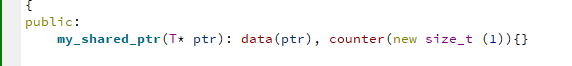 {
public:
my_shared_ptr(T* ptr): data(ptr), counter(new size_t (1)){}